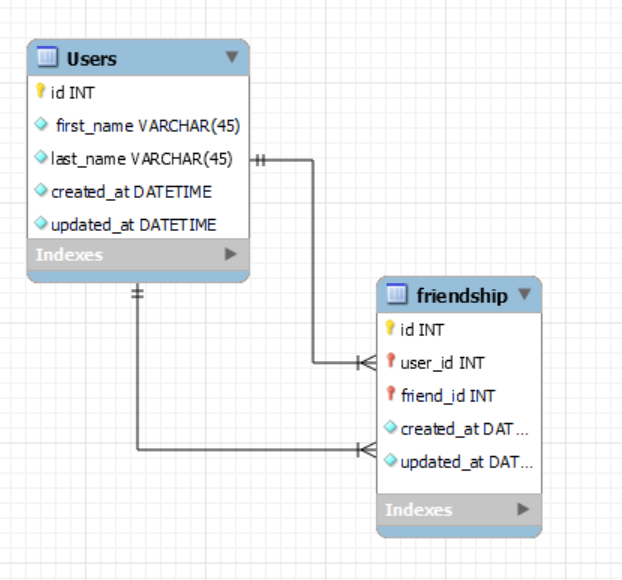 Users
id INT
first_name VARCHAR(45)
last_name VARCHAR(45)
created_at DATETIME
updated_at DATETIME
Indexes
friendship
id INT
user_id INT
friend_id INT
created_at DAT...
updated_at DAT...
Indexes